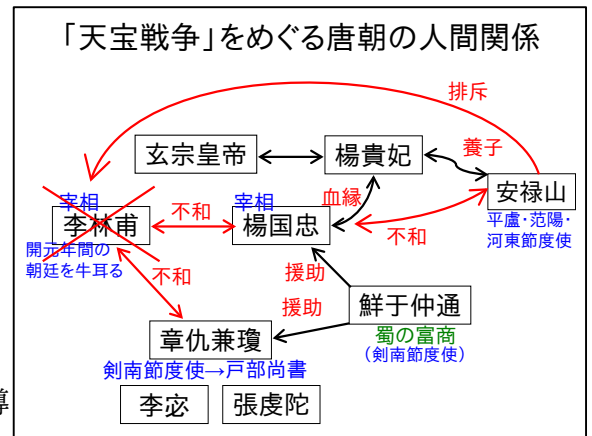 「天宝戦争」をめぐる唐朝の人間関係
排斥
玄宗皇帝
楊貴妃
養子
安禄山
平盧・范陽・
河東節度使
宰相
李林甫
開元年間の
朝廷を牛耳る
不和
宰相
楊国忠
血縁
不和
不和
援助
援助
鮮于仲通
蜀の富商
(剣南節度使)
章仇兼瓊
剣南節度使→戸部尚書
李宓
張虔陀
導